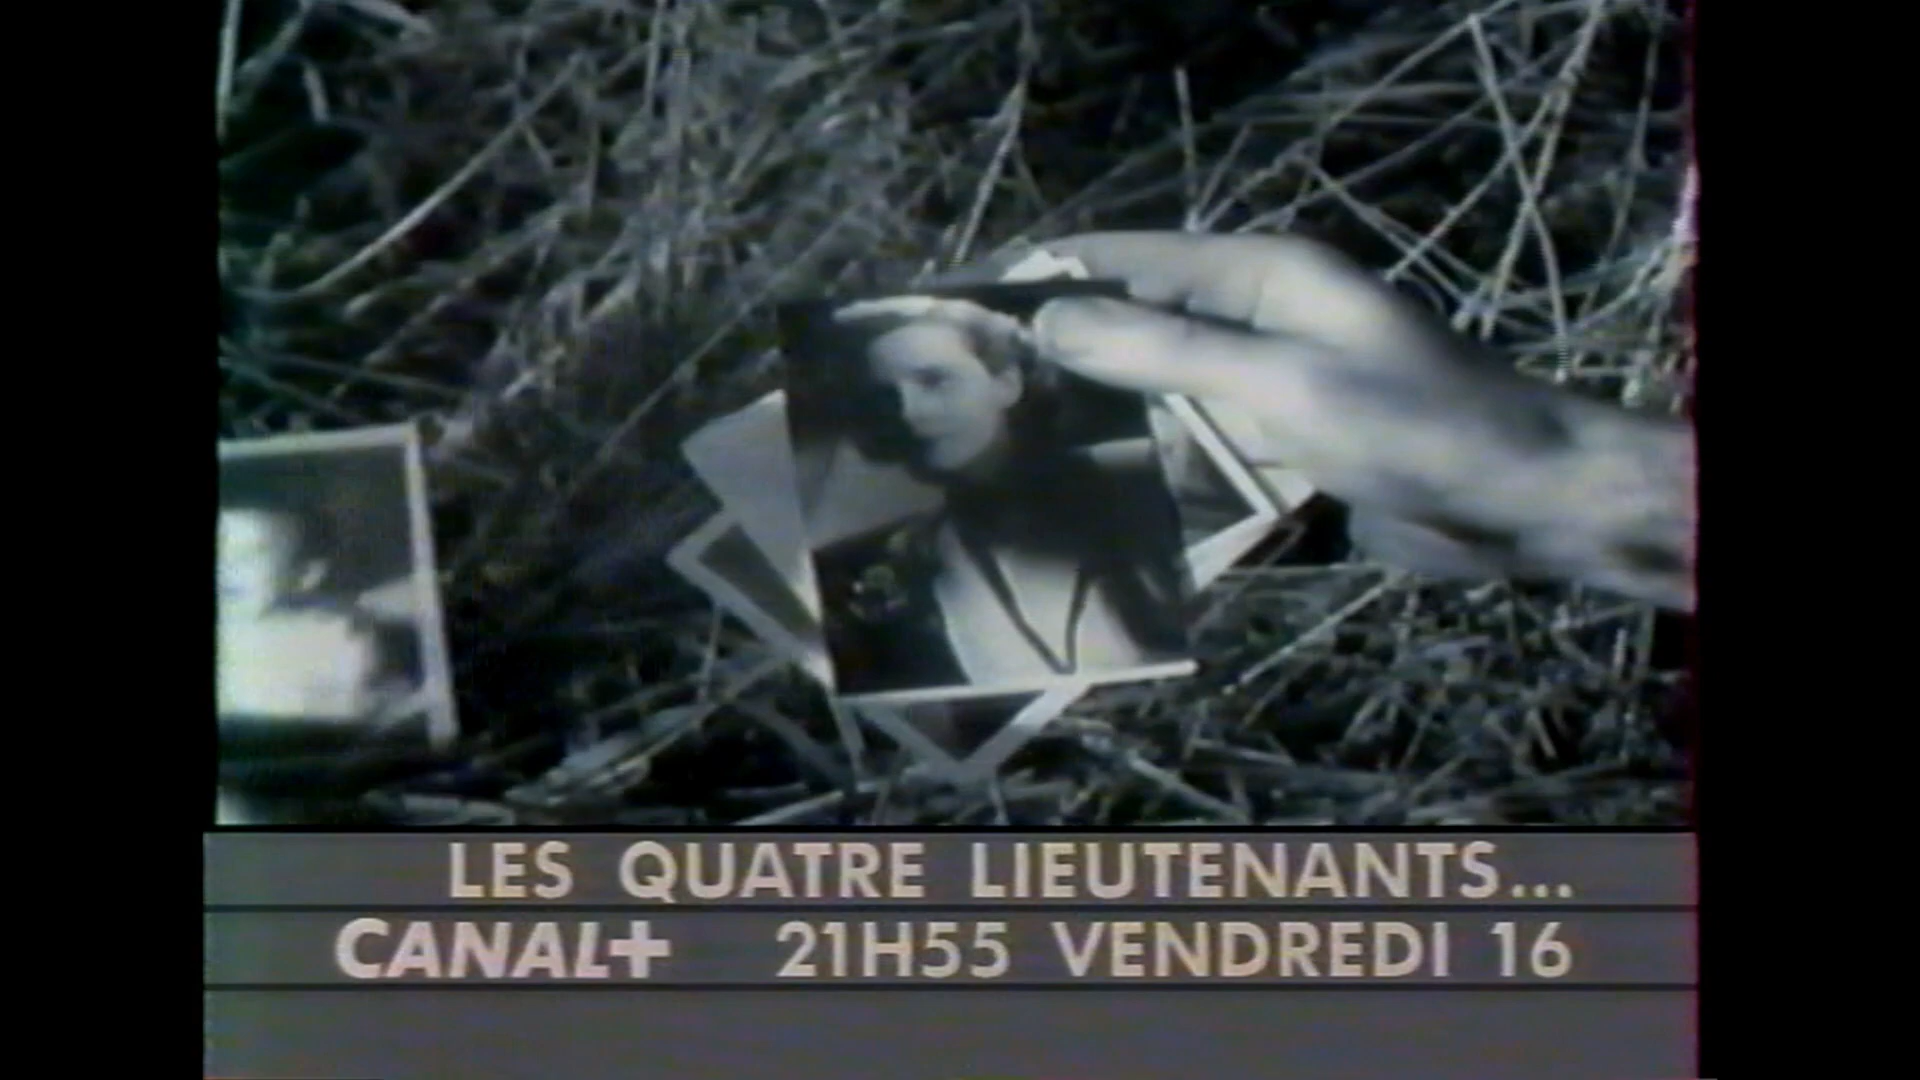 LES QUATRE LIEUTENANTS...
CANAL+ 21H55 VENDREDI 16